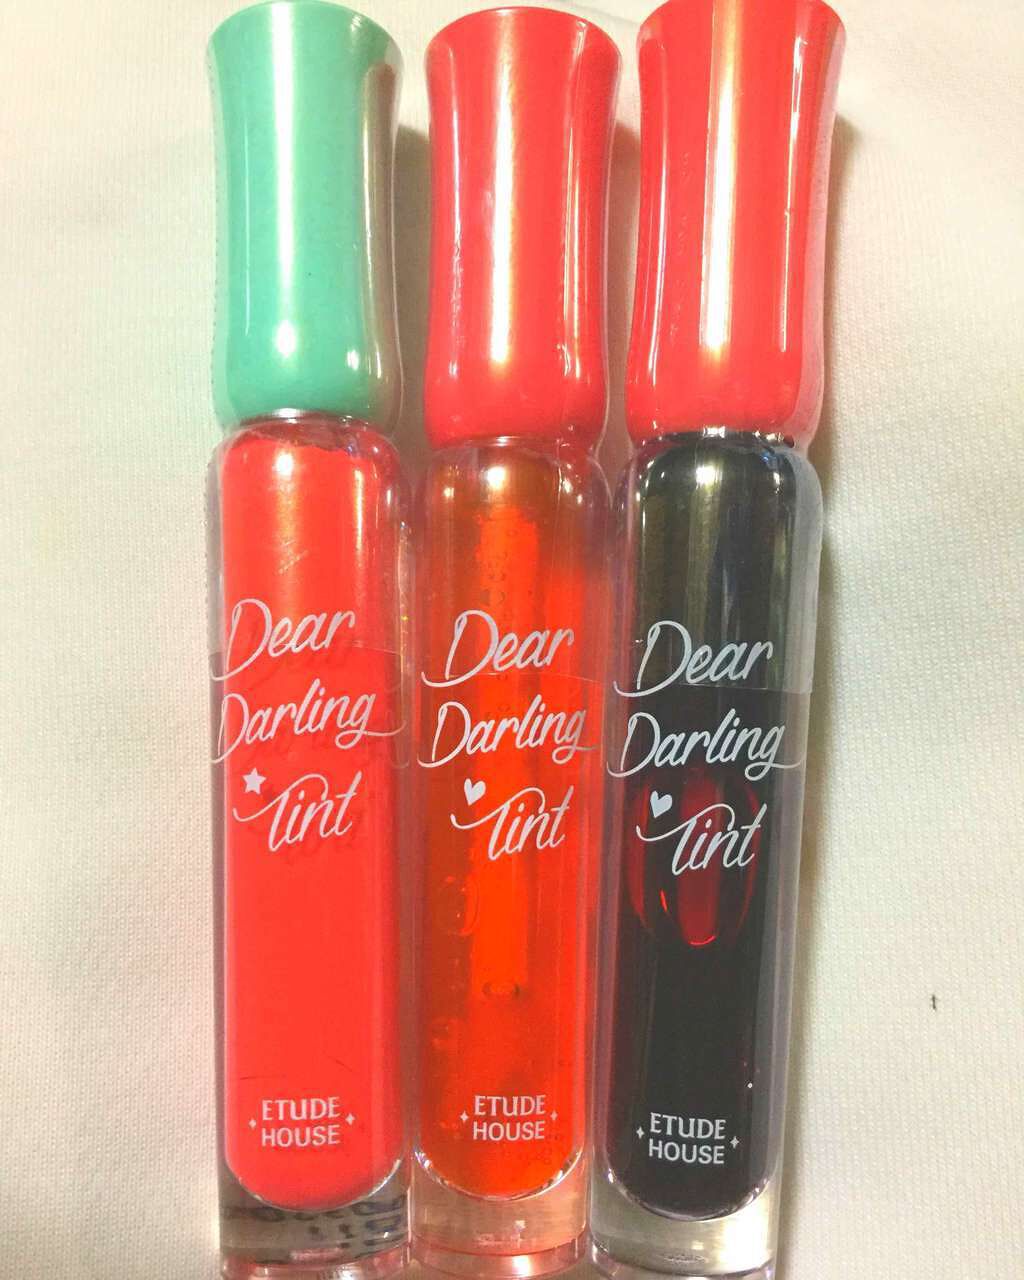 Dear
Darling
Tint
ETUDE
HOUSE
Dear
Darling
Tint
ETUDE
HOUSE
Dear
Darling
Tint
ETUDE
HOUSE